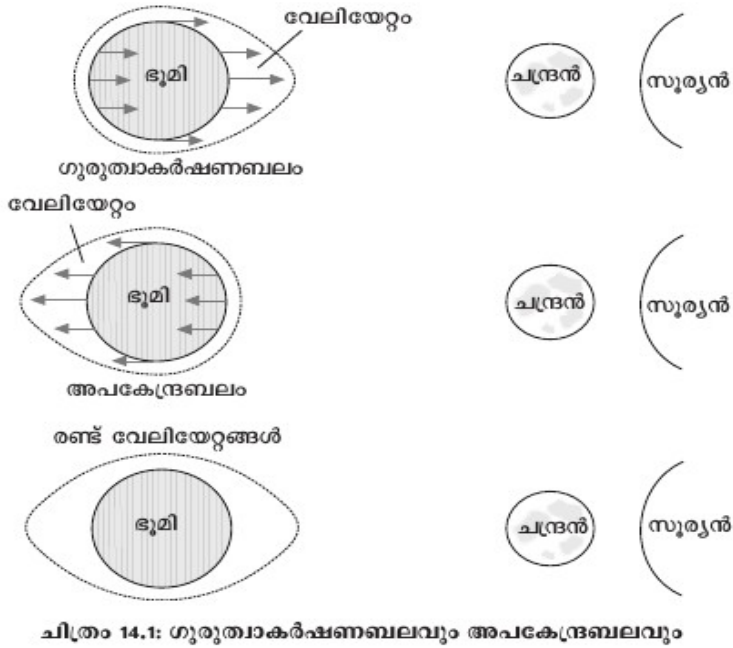 വേലിയേറ്റം
ഭൂമി
ചന്ദ്രൻ
സൂര്യൻ
ഗുരുത്വാകർഷണബലം
വേലിയേറ്റം
ഭൂമി
ചന്ദ്രൻ
സൂര്യൻ
അപകേന്ദ്രബലം
രണ്ട് വേലിയേറ്റങ്ങൾ
ഭൂമി
ചന്ദ്രൻ
സൂര്യൻ
ചിത്രം 14.1: ഗുരുത്വാകർഷണബലവും അപകേന്ദ്രബലവും